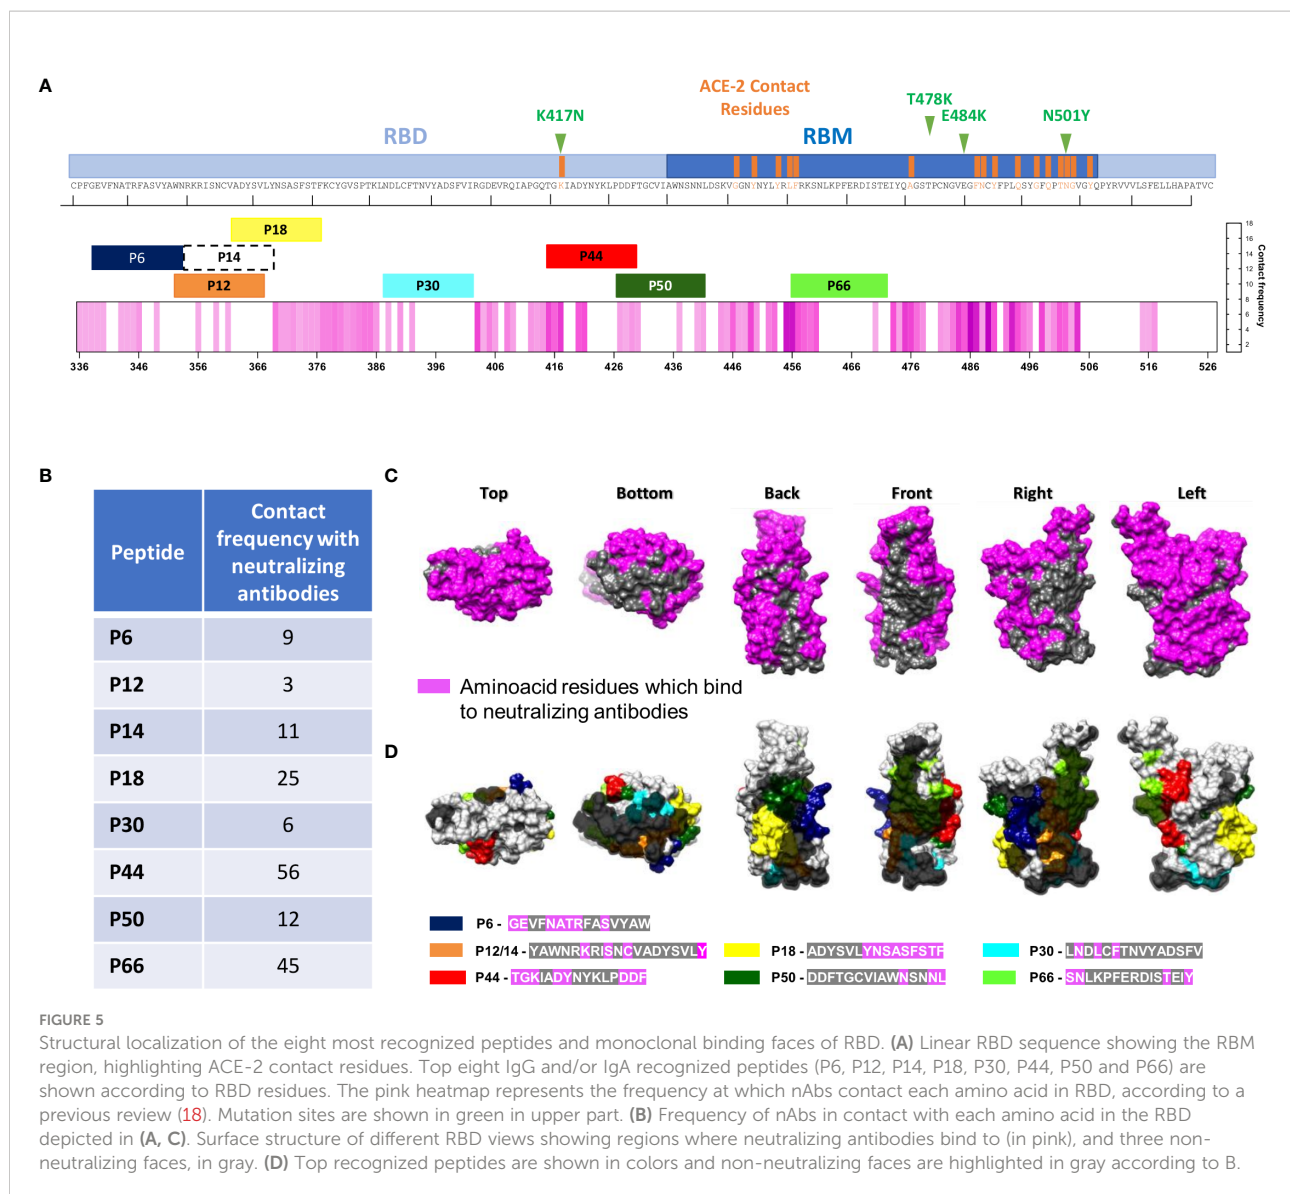 A
ACE-2 Contact
Residues
T478K
K417N
E484K
N501Y
RBD
RBM
CPFGEVFNATRFASVYAWNRKRISNCVADYSVLYNSASFSTFKCYGVSPTKLNDLCFTNVYADSFVIRGDEVRQIAPGQTGKIADYNYKLPDDFTGCVIAWNSNNLDSKVGGNYNYLYRLFRKSNLKPFERDISTEIYQAGSTPCNGVEGFNCYFPLQSYGFQPTNGVGYQPYRVVVLSFELLHAPATVC
P18
P6
P14
P44
P12
P30
P50
P66
18
16
14
12
10
8
6
4
2
Contact frequency
336 346 356 366 376 386 396 406 416 426 436 446 456 466 476 486 496 506 516 526
B
Peptide
Contact
frequency with
neutralizing
antibodies
P6 9
P12 3
P14 11
P18 25
P30 6
P44 56
P50 12
P66 45
C
Top Bottom Back Front Right Left
Aminoacid residues which bind
to neutralizing antibodies
D
P6 - GEVFNATRFASVYAW
P12/14 - YAWNRKRISNCVADYSVLY
P18 - ADYSVLYNSASFSTF
P30 - LNDLCFTNVYADSFV
P44 - TGKIADYNYKLPDDF
P50 - DDFTGCVIAWNSNNL
P66 - SNLKPFERDISTEIY
FIGURE 5
Structural localization of the eight most recognized peptides and monoclonal binding faces of RBD. (A) Linear RBD sequence showing the RBM
region, highlighting ACE-2 contact residues. Top eight IgG and/or IgA recognized peptides (P6, P12, P14, P18, P30, P44, P50 and P66) are
shown according to RBD residues. The pink heatmap represents the frequency at which nAbs contact each amino acid in RBD, according to a
previous review (18). Mutation sites are shown in green in upper part. (B) Frequency of nAbs in contact with each amino acid in the RBD
depicted in (A, C). Surface structure of different RBD views showing regions where neutralizing antibodies bind to (in pink), and three non-
neutralizing faces, in gray. (D) Top recognized peptides are shown in colors and non-neutralizing faces are highlighted in gray according to B.